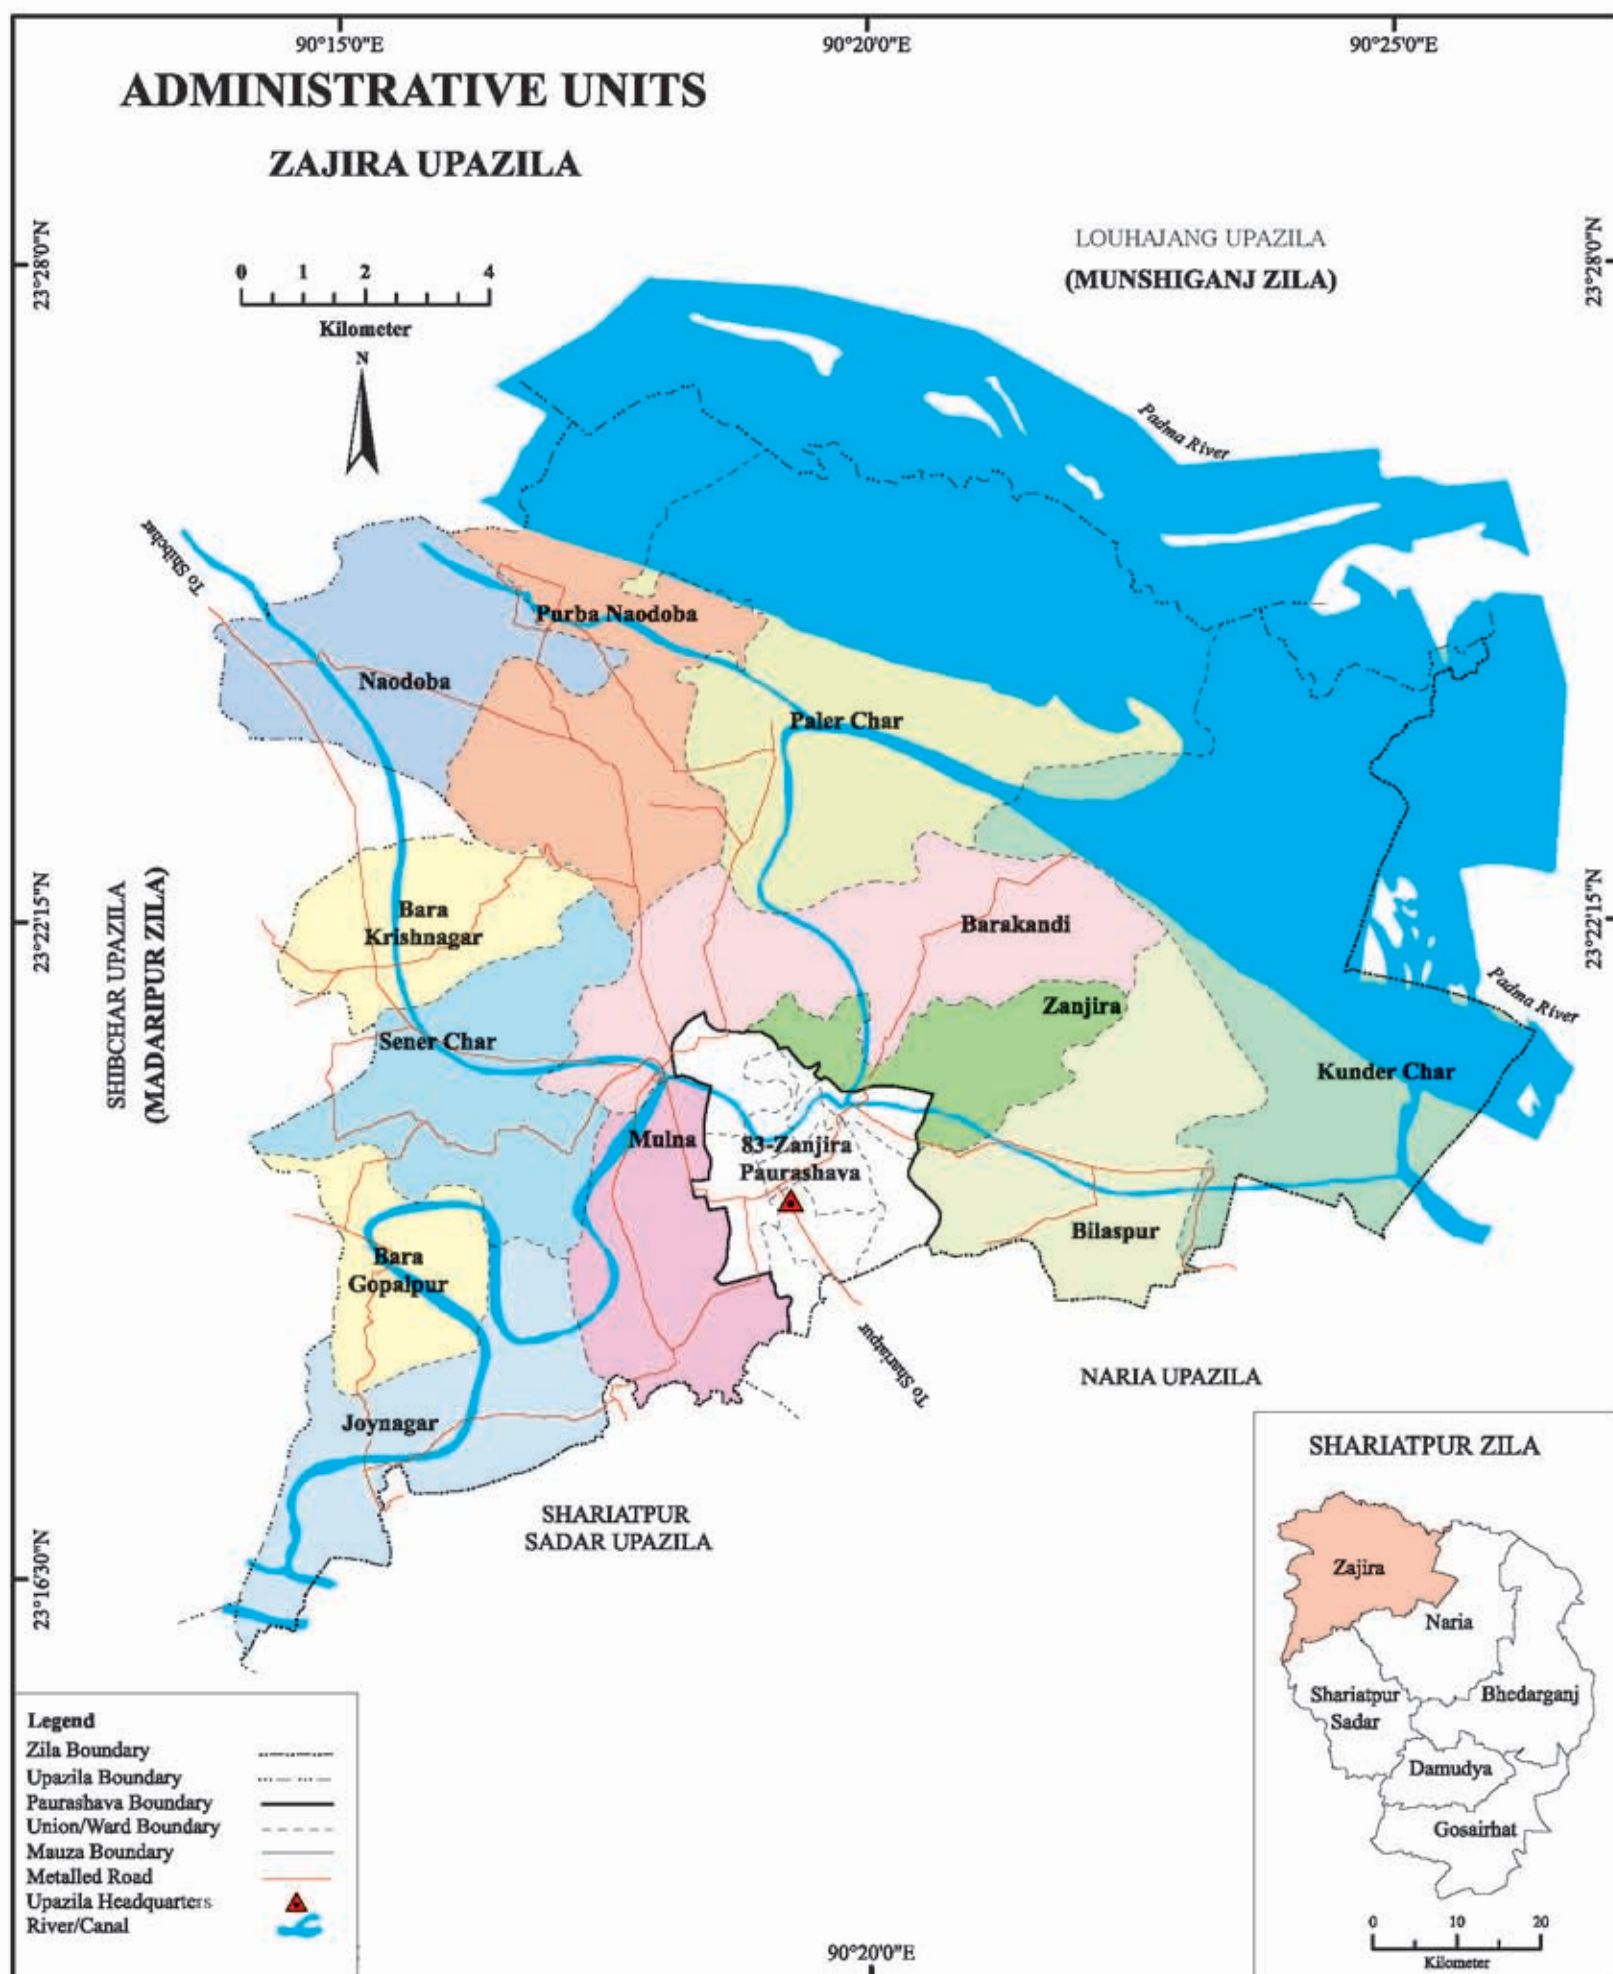 90°15'0"E
90°20'0"E
90°25'0"E
ADMINISTRATIVE UNITS
ZAJIRA UPAZILA
23°28'0"N
23°28'0"N
LOUHAJANG UPAZILA
(MUNSHIGANJ ZILA)
0 1 2 4
Kilometer
N
Padma River
To Shibchar
Purba Naodoba
Naodoba
Paler Char
23°22'15"N
23°22'15"N
SHIBCHAR UPAZILA
(MADARIPUR ZILA)
Bara
Krishnagar
Barakandi
Zanjira
Padma River
Sener Char
Kunder Char
Mulna
83-Zanjira
Paurashava
Bilaspur
Bara
Gopalpur
To Shariatpur
NARIA UPAZILA
Joynagar
SHARIATPUR
SADAR UPAZILA
23°16'30"N
SHARIATPUR ZILA
Zajira
Naria
Shariatpur
Sadar
Bhedarganj
Damudya
Gosairhat
0 10 20
Kilometer
Legend
Zila Boundary
Upazila Boundary
Paurashava Boundary
Union/Ward Boundary
Mauza Boundary
Metalled Road
Upazila Headquarters
River/Canal
90°20'0"E